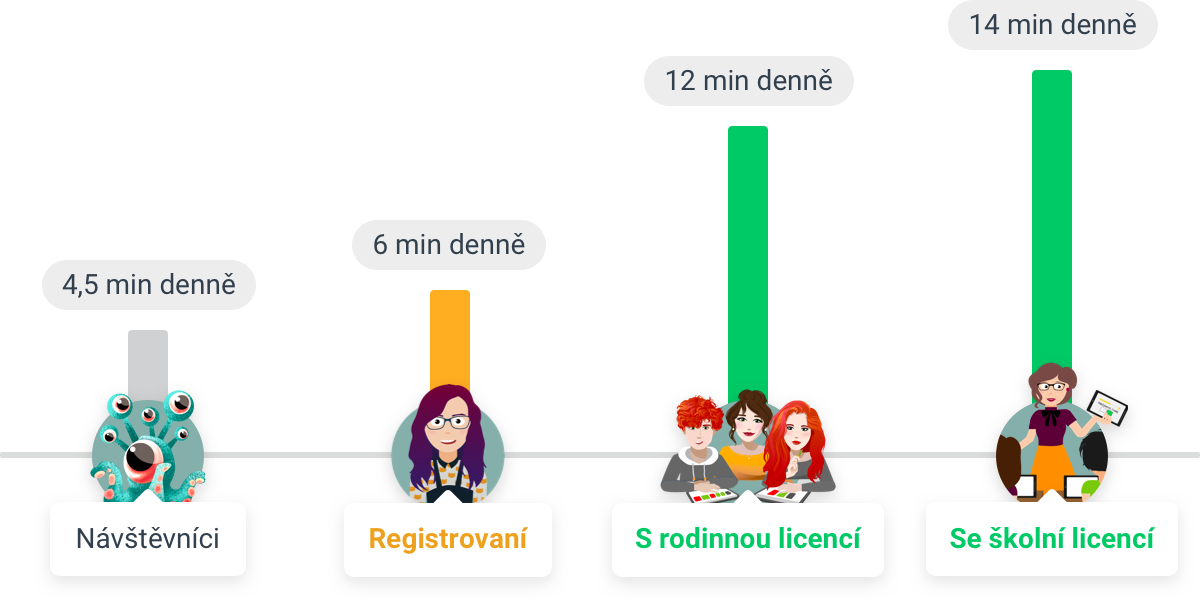 14 min denně
12 min denně
6 min denně
4,5 min denně
Návštěvníci
Registrovaní
S rodinnou licencí
Se školní licencí